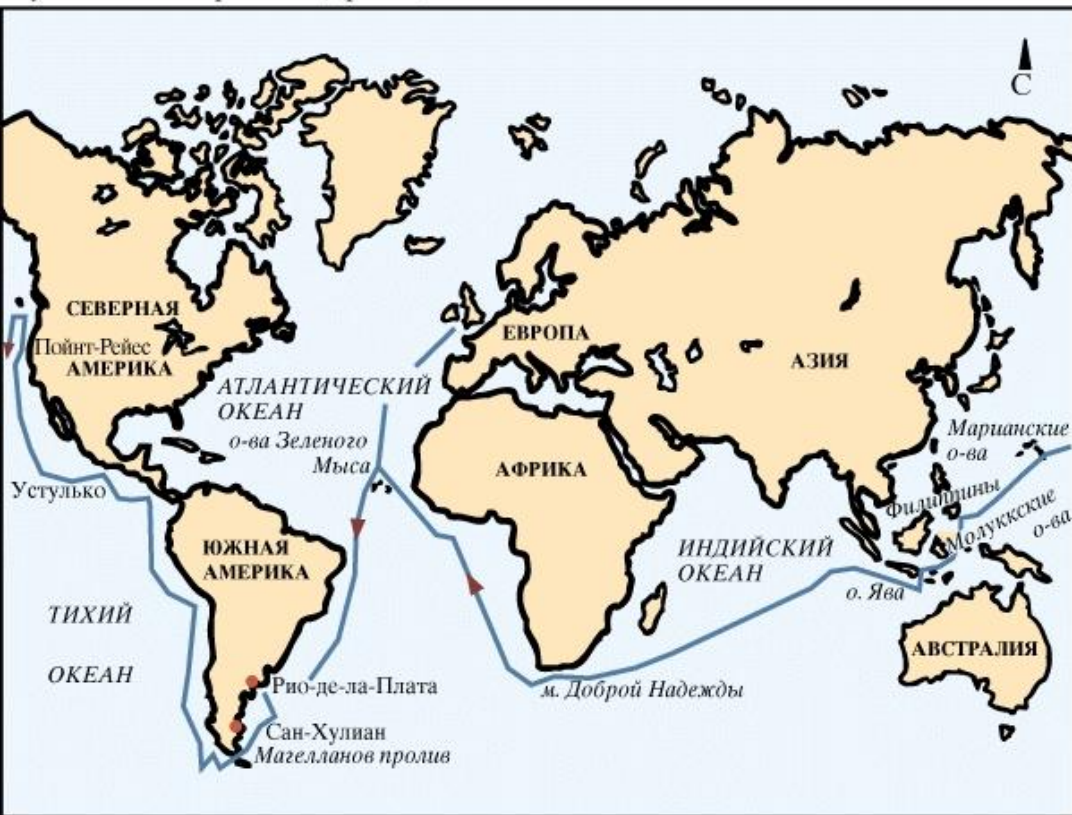 С
СЕВЕРНАЯ
Пойнт-Рейес
АМЕРИКА
ЕВРОПА
АЗИЯ
АТЛАНТИЧЕСКИЙ
ОКЕАН
о-ва Зеленого
Мыса
АФРИКА
Марианские
о-ва
Устулько
Филиппины
Молуккские
о-ва
ЮЖНАЯ
АМЕРИКА
ИНДИЙСКИЙ
ОКЕАН
о. Ява
ТИХИЙ
ОКЕАН
АВСТРАЛИЯ
Рио-де-ла-Плата
м. Доброй Надежды
Сан-Хулиан
Магелланов пролив